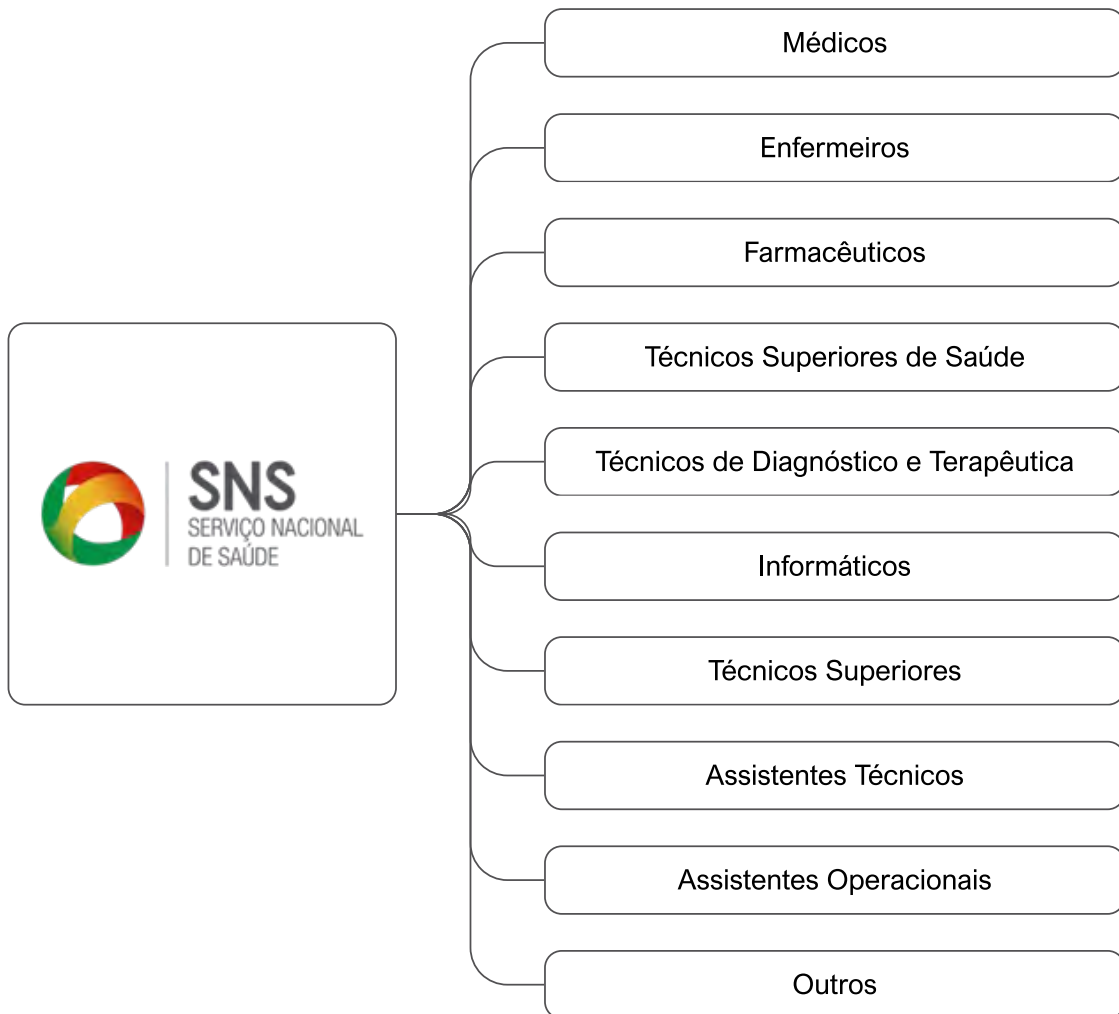 Médicos
Enfermeiros
Farmacêuticos
Técnicos Superiores de Saúde
Técnicos de Diagnóstico e Terapêutica
SNS
SERVIÇO NACIONAL
DE SAÚDE
Informáticos
Técnicos Superiores
Assistentes Técnicos
Assistentes Operacionais
Outros